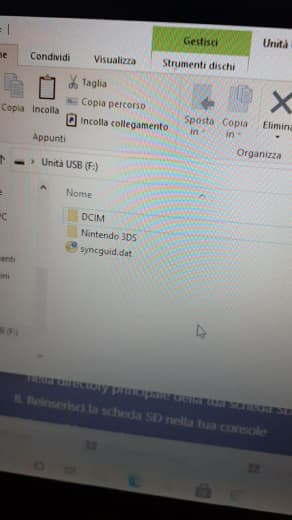 Gestisci
Unità
Condividi
Visualizza
Strumenti dischi
Copia
Incolla
Taglia
Copia percorso
Incolla collegamento
Sposta
in
Copia
in
Elimina
Appunti
Organizza
Unità USB (F:)
Nome
DCIM
Nintendo 3DS
syncguid.dat
nella directory principale della tua scheda SD
8. Reinserisci la scheda SD nella tua console